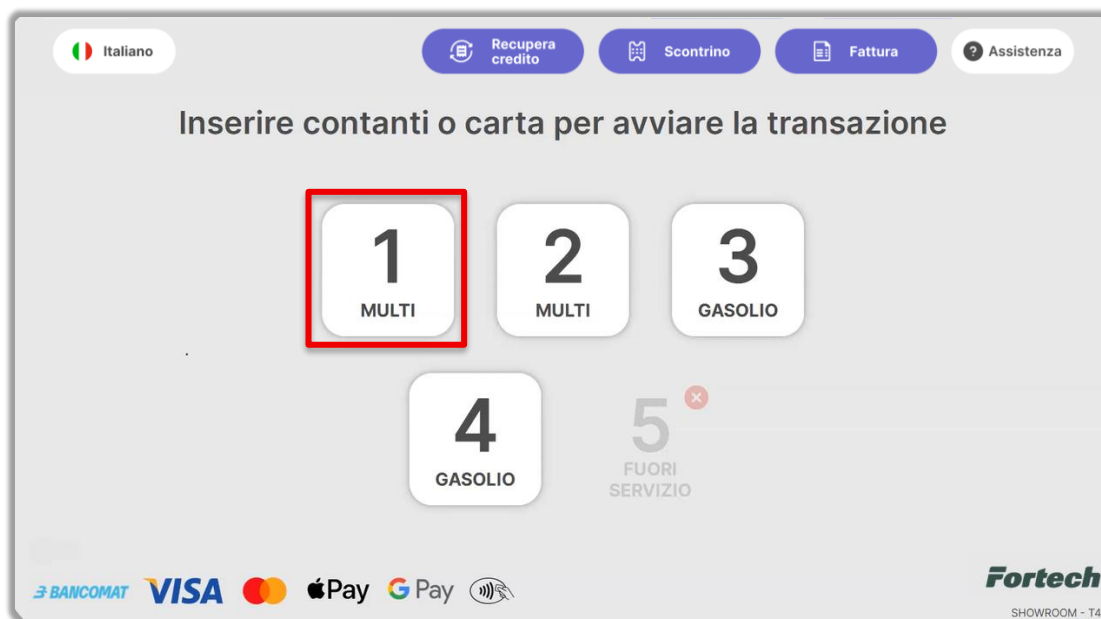 Italiano
Recupera
credito
Scontrino
Fattura
? Assistenza
Inserire contanti o carta per avviare la transazione
1
MULTI
2
MULTI
3
GASOLIO
4
GASOLIO
5
FUORI
SERVIZIO
BANCOMAT VISA Pay G Pay
Fortech
SHOWROOM - T4